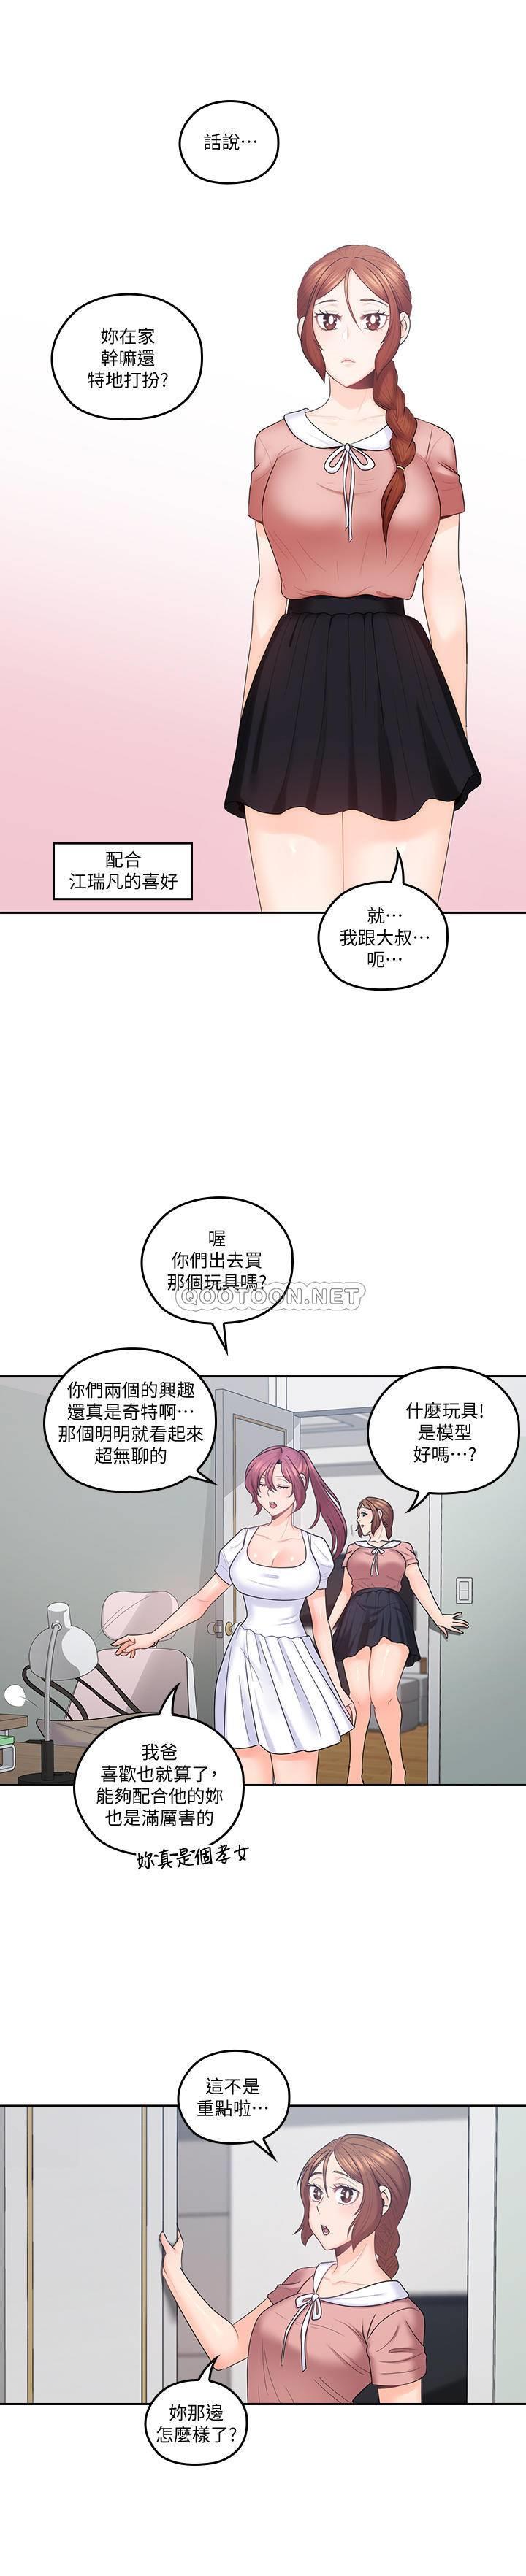 話說⋯
妳在家
幹嘛還
特地打扮?
配合
江瑞凡的喜好
就⋯
我跟大叔⋯
呃⋯
喔
你們出去買
那個玩具嗎?
QOOTOON.NET
你們兩個的興趣
還真是奇特啊⋯
那個明明就看起來
超無聊的
什麼玩具!
是模型
好嗎⋯?
我爸
喜歡也就算了,
能夠配合他的妳
也是滿厲害的
妳真是個孝女
這不是
重點啦⋯
妳那邊
怎麼樣了?